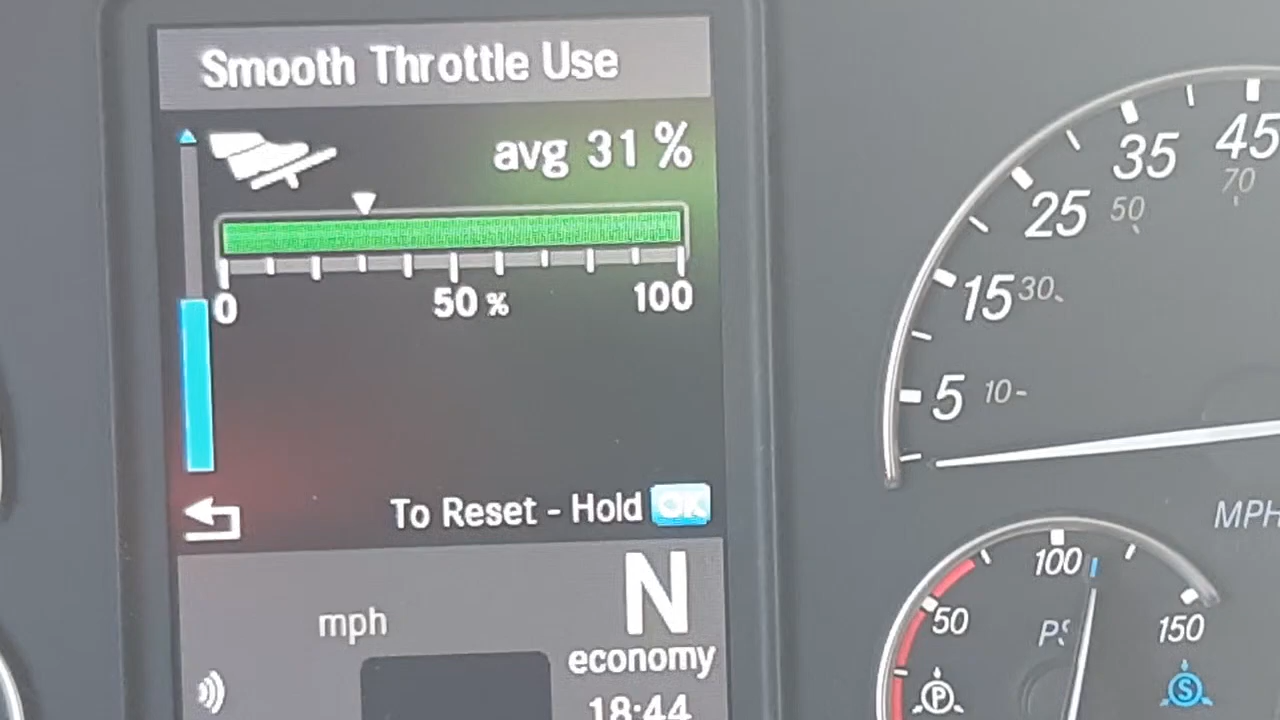 Smooth Throttle Use
avg 31 %
0 50 % 100
To Reset - Hold OK
N
mph
economy
18:44
45
70
35
25 50
15 30
5 10
MPH
100
50
150
P
S